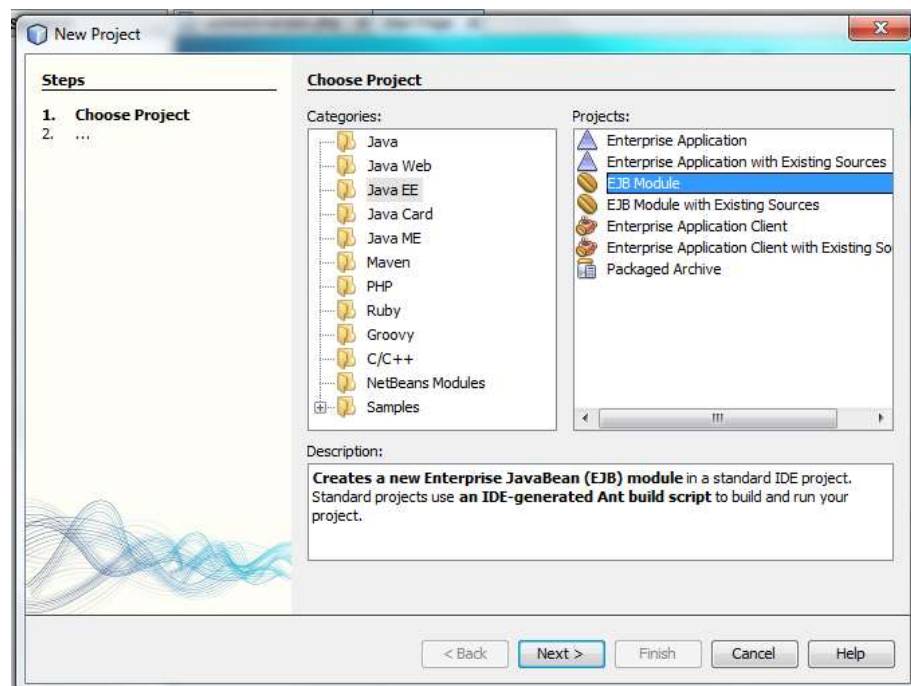 New Project
Steps
1. Choose Project
2. ...
Choose Project
Categories:
Java
Java Web
Java EE
Java Card
Java ME
Maven
PHP
Ruby
Groovy
C/C++
NetBeans Modules
Samples
Projects:
Enterprise Application
Enterprise Application with Existing Sources
EJB Module
EJB Module with Existing Sources
Enterprise Application Client
Enterprise Application Client with Existing So
Packaged Archive
Description:
Creates a new Enterprise JavaBean (EJB) module in a standard IDE project.
Standard projects use an IDE-generated Ant build script to build and run your
project.
< Back
Next >
Finish
Cancel
Help